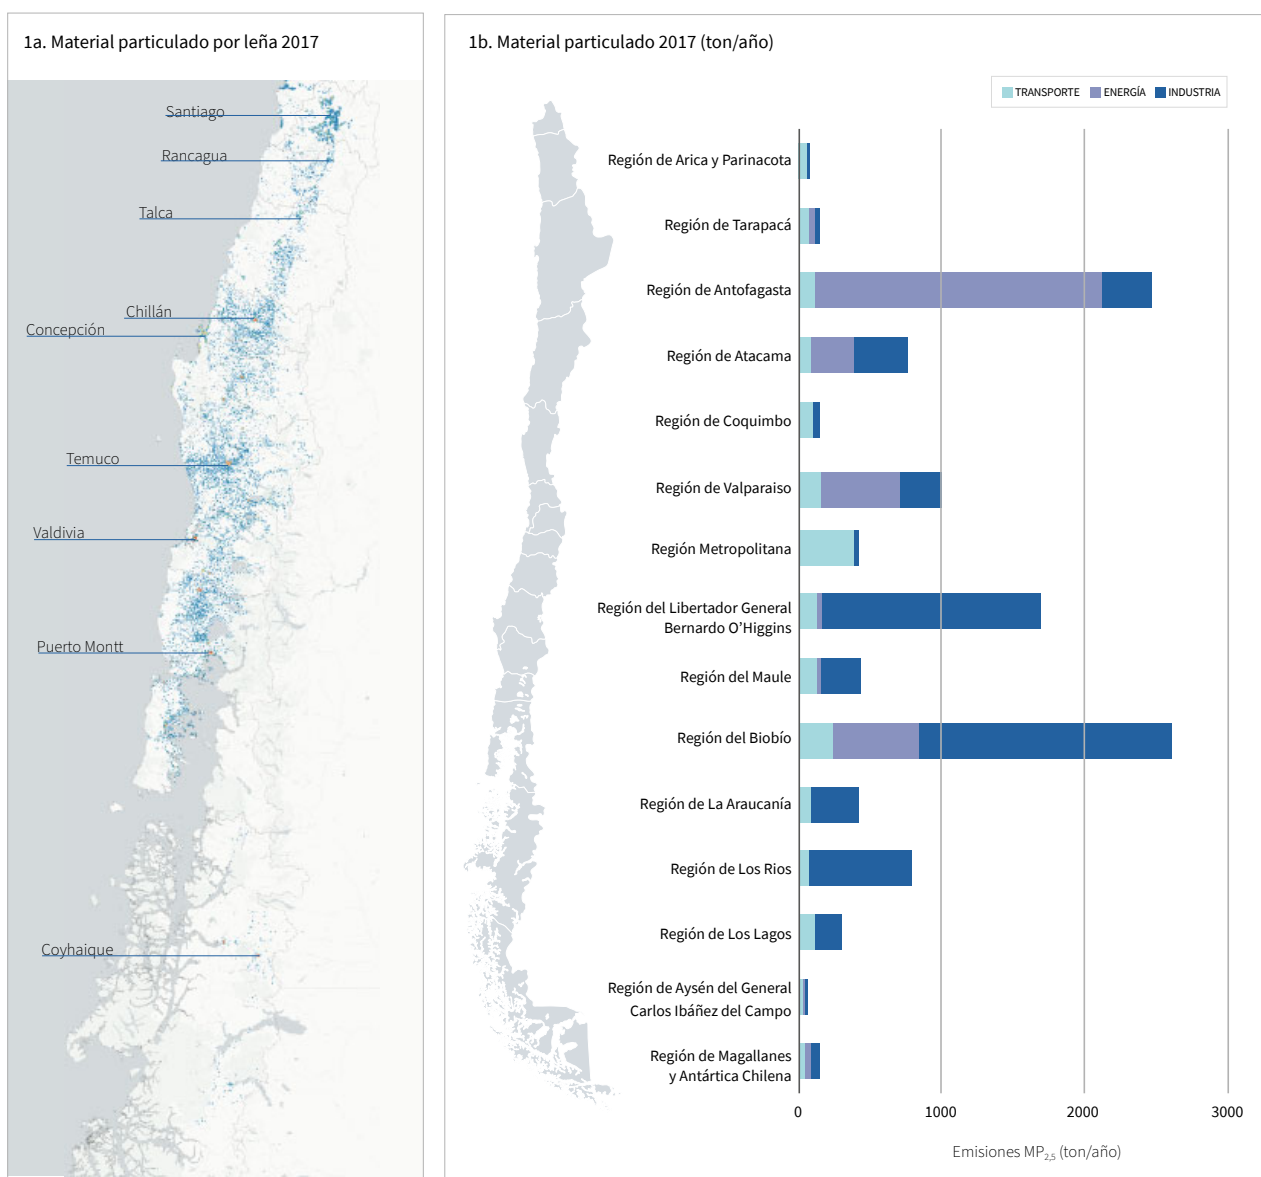 1a. Material particulado por leña 2017
Santiago
Rancagua
Talca
Chillán
Concepción
Temuco
Valdivia
Puerto Montt
Coyhaique
1b. Material particulado 2017 (ton/año)
TRANSPORTE ENERGÍA INDUSTRIA
Región de Arica y Parinacota
Región de Tarapacá
Región de Antofagasta
Región de Atacama
Región de Coquimbo
Región de Valparaiso
Región Metropolitana
Región del Libertador General
Bernardo O’Higgins
Región del Maule
Región del Biobío
Región de La Araucanía
Región de Los Rios
Región de Los Lagos
Región de Aysén del General
Carlos Ibáñez del Campo
Región de Magallanes
y Antártica Chilena
0 1000 2000 3000
Emisiones MP2,5 (ton/año)